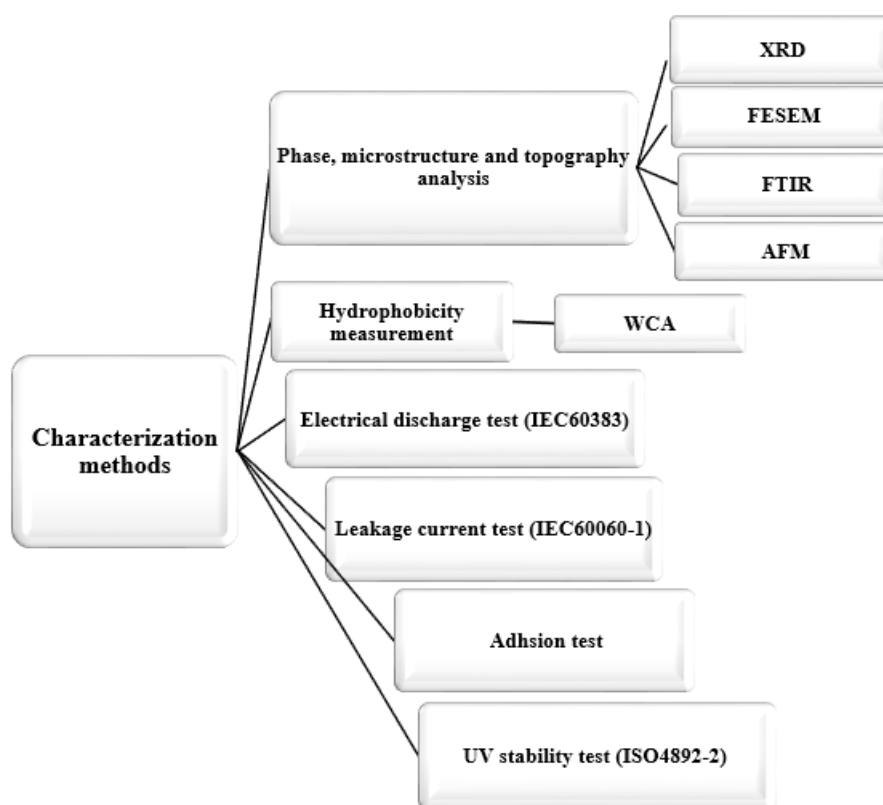 XRD
FESEM
Phase, microstructure and topography
analysis
FTIR
AFM
Hydrophobicity
measurement
WCA
Characterization
methods
Electrical discharge test (IEC60383)
Leakage current test (IEC60060-1)
Adhsion test
UV stability test (ISO4892-2)